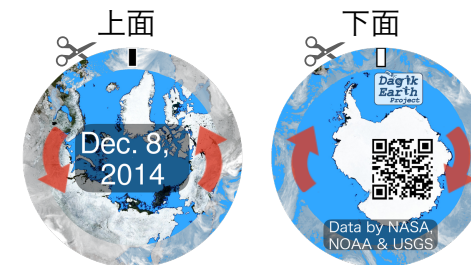 上面
下面
Dagik
Earth
Project
Dec. 8,
2014
Data by NASA,
NOAA & USGS